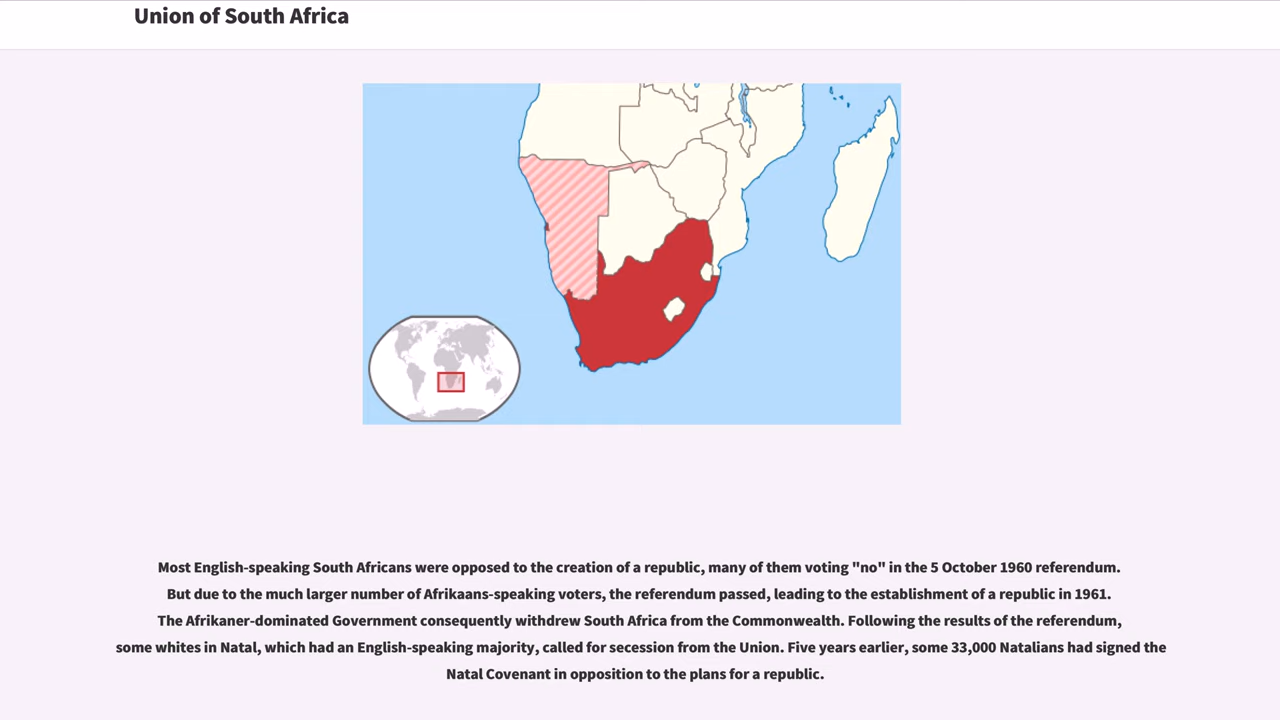 Union of South Africa
Most English-speaking South Africans were opposed to the creation of a republic, many of them voting "no" in the 5 October 1960 referendum.
But due to the much larger number of Afrikaans-speaking voters, the referendum passed, leading to the establishment of a republic in 1961.
The Afrikaner-dominated Government consequently withdrew South Africa from the Commonwealth. Following the results of the referendum,
some whites in Natal, which had an English-speaking majority, called for secession from the Union. Five years earlier, some 33,000 Natalians had signed the
Natal Covenant in opposition to the plans for a republic.